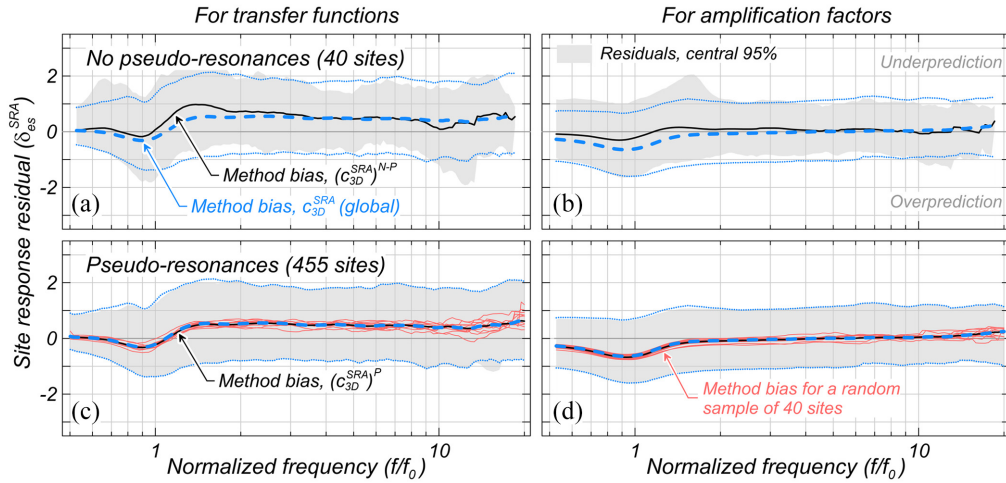 For transfer functions
For amplification factors
Site response residual (δ_es^SRA)
2
0
-2
No pseudo-resonances (40 sites)
Method bias, (c_3D^SRA)^N-P
Method bias, c_3D^SRA (global)
(a)
Residuals, central 95%
Underprediction
Overprediction
(b)
2
0
-2
Pseudo-resonances (455 sites)
Method bias, (c_3D^SRA)^P
(c)
Method bias for a random
sample of 40 sites
(d)
1
10
1
10
Normalized frequency (f/f_0)
Normalized frequency (f/f_0)